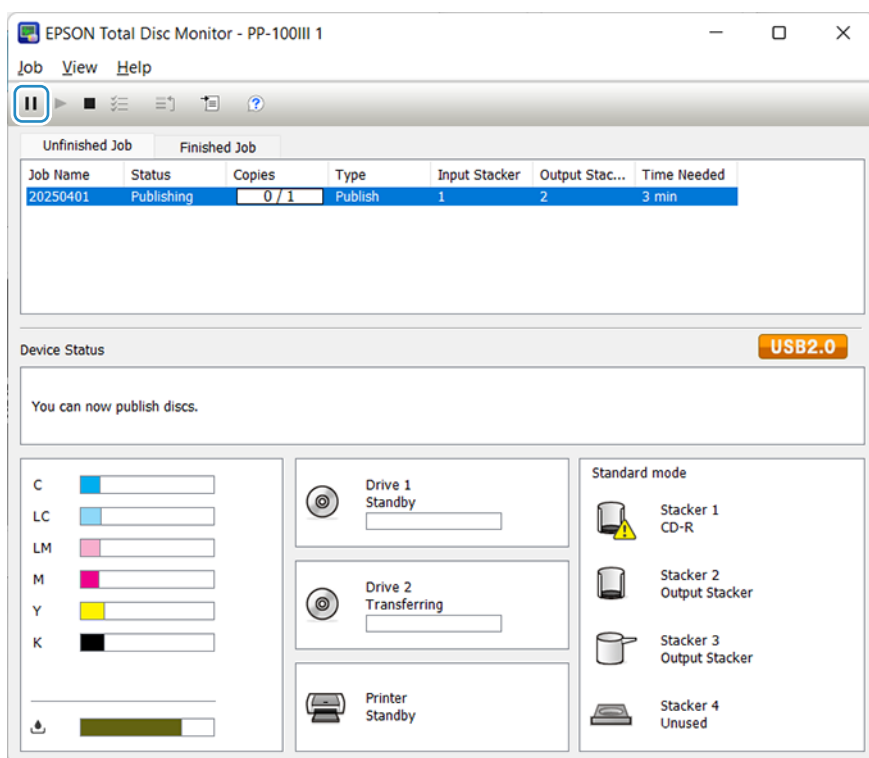 EPSON Total Disc Monitor - PP-100III 1
Job View Help
Unfinished Job Finished Job
Job Name Status Copies Type Input Stacker Output Stac... Time Needed
20250401 Publishing 0 / 1 Publish 1 2 3 min
Device Status USB2.0
You can now publish discs.
C
LC
LM
M
Y
K
Drive 1
Standby
Drive 2
Transferring
Printer
Standby
Standard mode
Stacker 1
CD-R
Stacker 2
Output Stacker
Stacker 3
Output Stacker
Stacker 4
Unused